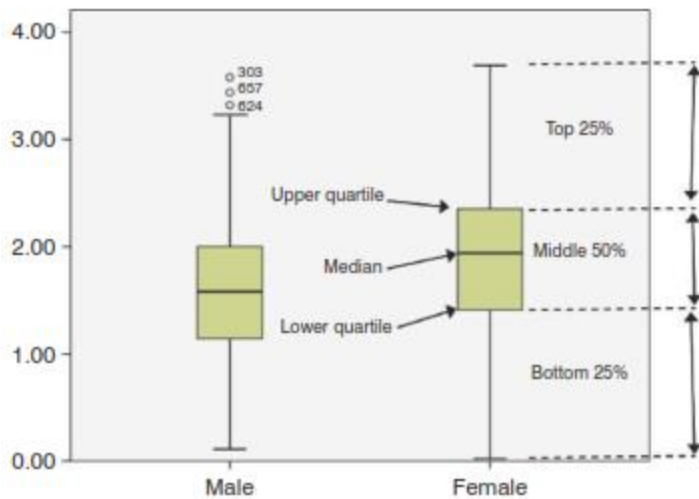 4.00
303
657
624
3.00
Top 25%
Upper quartile
2.00
Middle 50%
Median
Lower quartile
1.00
Bottom 25%
0.00
Male
Female